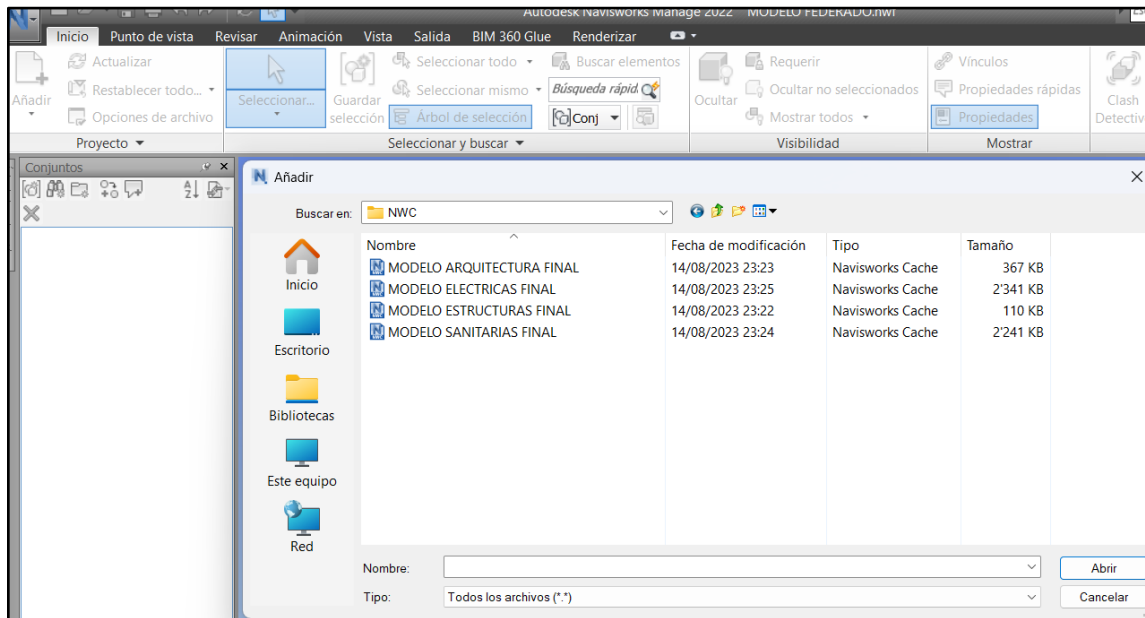 Autodesk Navisworks Manage 2022 MODELO FEDERADO.nwf
Inicio Punto de vista Revisar Animación Vista Salida BIM 360 Glue Renderizar
Añadir
Actualizar
Restablecer todo...
Opciones de archivo
Proyecto
Seleccionar...
Guardar selección
Seleccionar todo
Seleccionar mismo
Árbol de selección
Buscar elementos
Búsqueda rápid
Conj
Seleccionar y buscar
Ocultar
Requerir
Ocultar no seleccionados
Mostrar todos
Visibilidad
Vínculos
Propiedades rápidas
Propiedades
Mostrar
Clash
Detectiv
Conjuntos
Añadir
Buscar en: NWC
Nombre Fecha de modificación Tipo Tamaño
MODELO ARQUITECTURA FINAL 14/08/2023 23:23 Navisworks Cache 367 KB
MODELO ELECTRICAS FINAL 14/08/2023 23:25 Navisworks Cache 2'341 KB
MODELO ESTRUCTURAS FINAL 14/08/2023 23:22 Navisworks Cache 110 KB
MODELO SANITARIAS FINAL 14/08/2023 23:24 Navisworks Cache 2'241 KB
Inicio
Escritorio
Bibliotecas
Este equipo
Red
Nombre: Abrir
Tipo: Todos los archivos (*.*) Cancelar